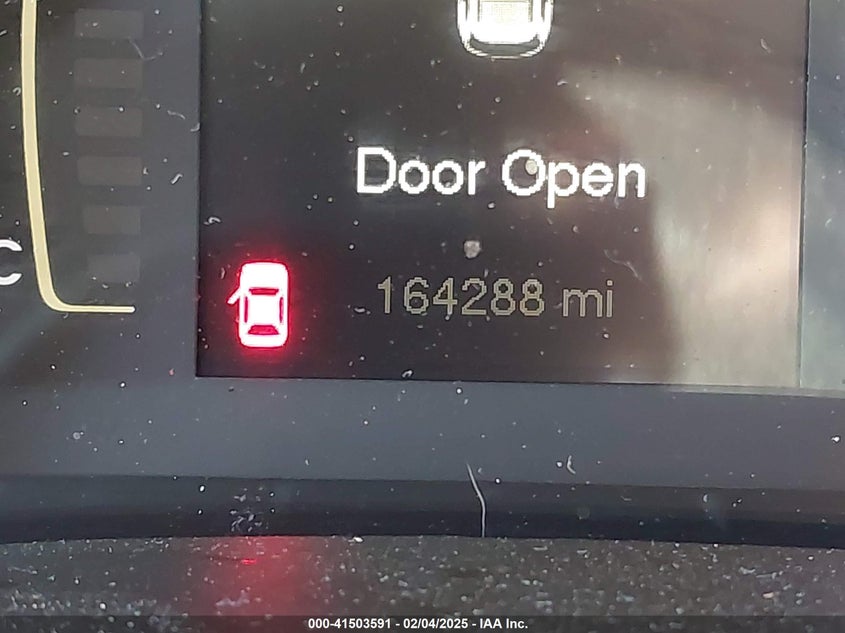 Door Open
C
164288 mi
000-41503591 - 02/04/2025 - IAA Inc.